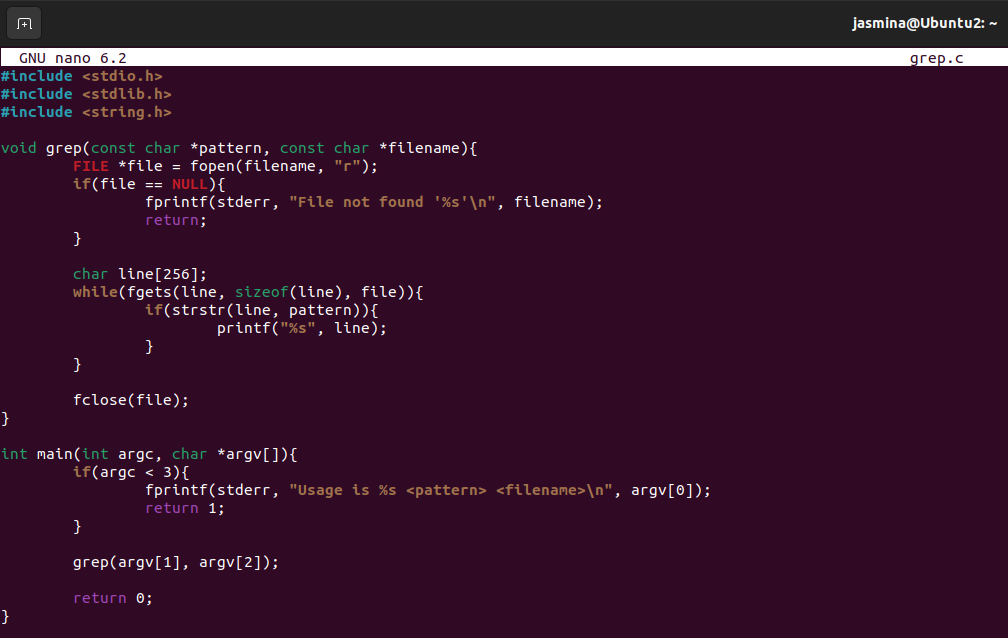 jasmina@Ubuntu2: ~
GNU nano 6.2 grep.c
#include <stdio.h>
#include <stdlib.h>
#include <string.h>

void grep(const char *pattern, const char *filename){
        FILE *file = fopen(filename, "r");
        if(file == NULL){
                fprintf(stderr, "File not found '%s'\n", filename);
                return;
        }

        char line[256];
        while(fgets(line, sizeof(line), file)){
                if(strstr(line, pattern)){
                        printf("%s", line);
                }
        }

        fclose(file);
}

int main(int argc, char *argv[]){
        if(argc < 3){
                fprintf(stderr, "Usage is %s <pattern> <filename>\n", argv[0]);
                return 1;
        }

        grep(argv[1], argv[2]);

        return 0;
}